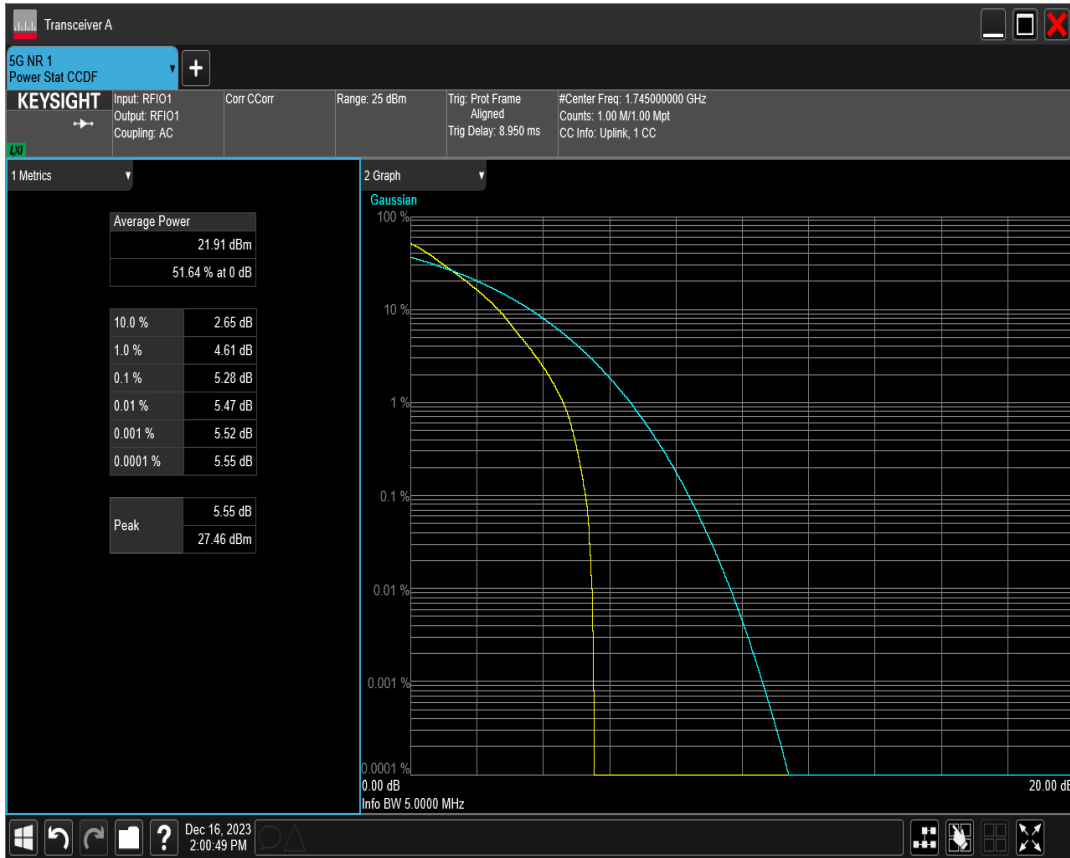 Transceiver A
5G NR 1
Power Stat CCDF
KEYSIGHT
LXI
Input: RFIO1
Output: RFIO1
Coupling: AC
Corr CCorr
Range: 25 dBm
Trig: Prot Frame
Aligned
Trig Delay: 8.950 ms
#Center Freq: 1.745000000 GHz
Counts: 1.00 M/1.00 Mpt
CC Info: Uplink, 1 CC
1 Metrics
Average Power
21.91 dBm
51.64 % at 0 dB
10.0 % 2.65 dB
1.0 % 4.61 dB
0.1 % 5.28 dB
0.01 % 5.47 dB
0.001 % 5.52 dB
0.0001 % 5.55 dB
Peak
5.55 dB
27.46 dBm
2 Graph
Gaussian
100 %
10 %
1 %
0.1 %
0.01 %
0.001 %
0.0001 %
0.00 dB
20.00 dB
Info BW 5.0000 MHz
?
Dec 16, 2023
2:00:49 PM